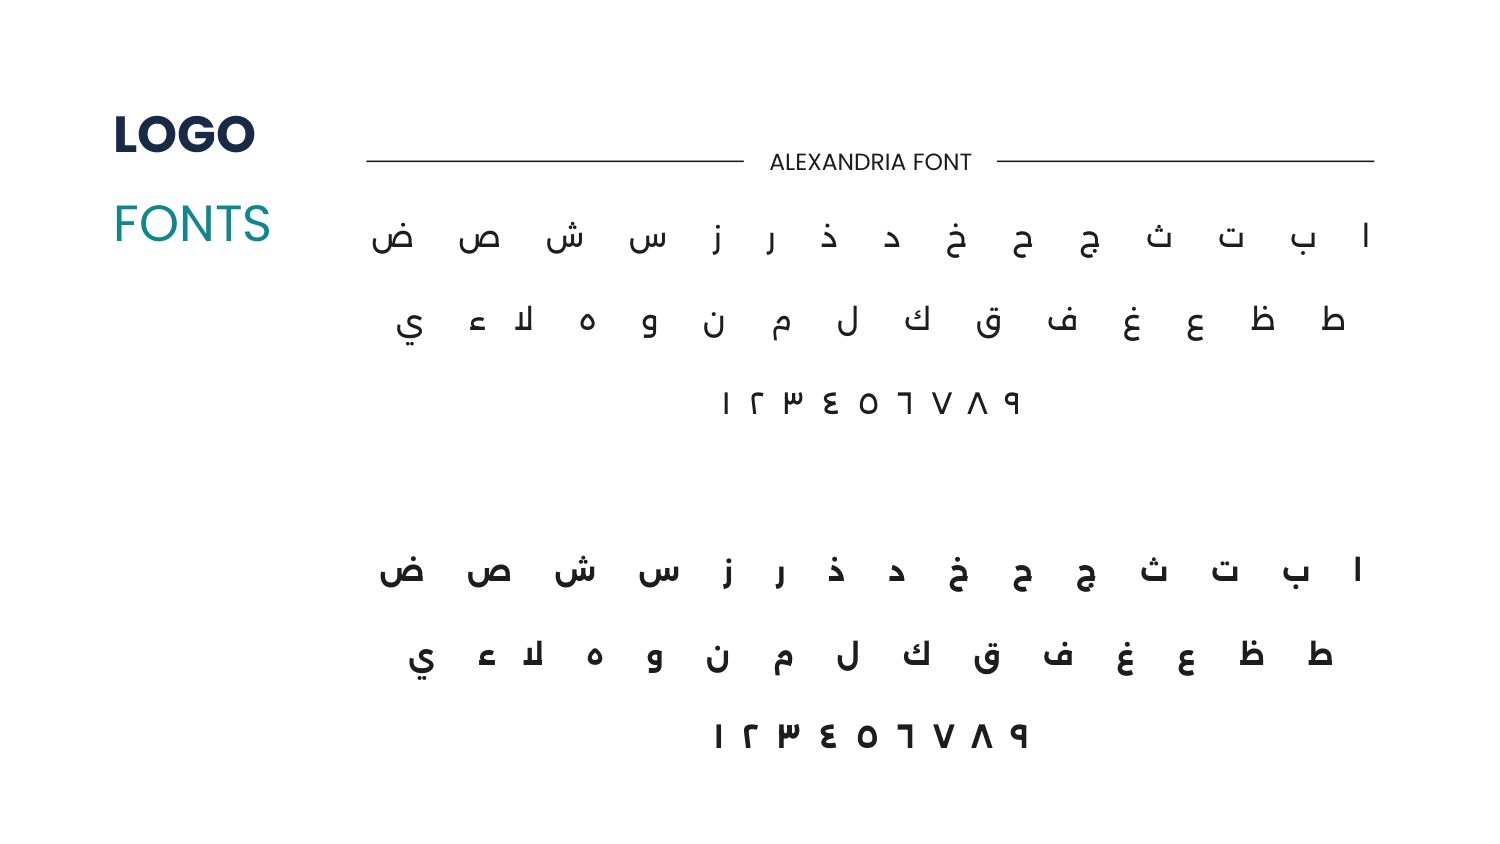 LOGO
FONTS
ALEXANDRIA FONT
ا ب ت ث ج ح خ د ذ ر ز س ش ص ض
ط ظ ع غ ف ق ك ل م ن و ه لا ء ي
١ ٢ ٣ ٤ ٥ ٦ ٧ ٨ ٩
ا ب ت ث ج ح خ د ذ ر ز س ش ص ض
ط ظ ع غ ف ق ك ل م ن و ه لا ء ي
١ ٢ ٣ ٤ ٥ ٦ ٧ ٨ ٩